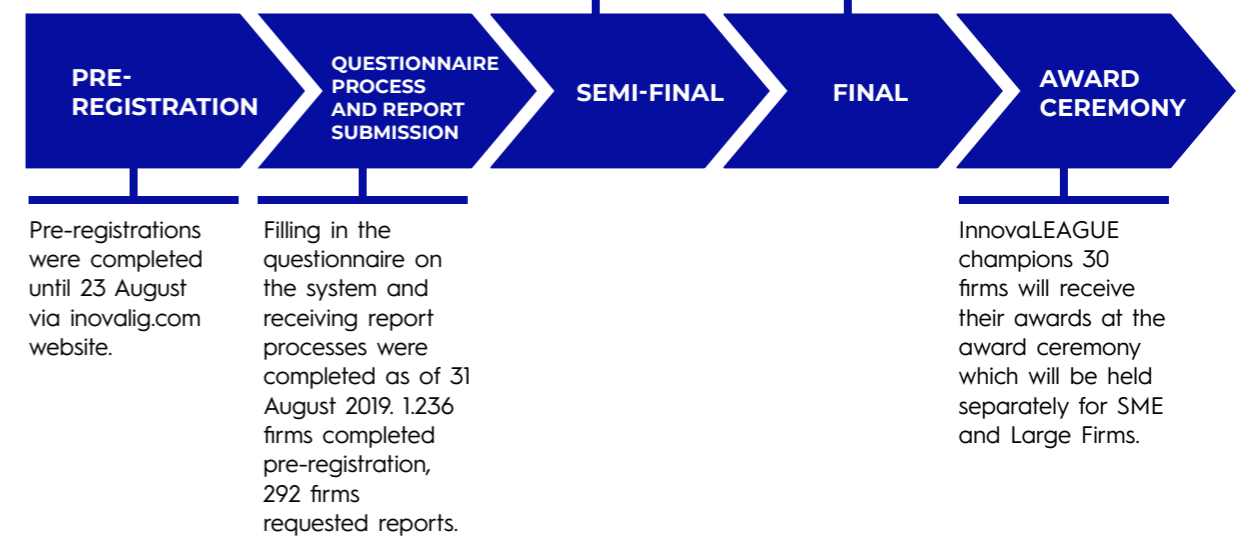 PRE-
REGISTRATION
QUESTIONNAIRE
PROCESS
AND REPORT
SUBMISSION
SEMI-FINAL
FINAL
AWARD
CEREMONY
Pre-registrations
were completed
until 23 August
via inovalig.com
website.
Filling in the
questionnaire on
the system and
receiving report
processes were
completed as of 31
August 2019. 1.236
firms completed
pre-registration,
292 firms
requested reports.
InnovaLEAGUE
champions 30
firms will receive
their awards at the
award ceremony
which will be held
separately for SME
and Large Firms.